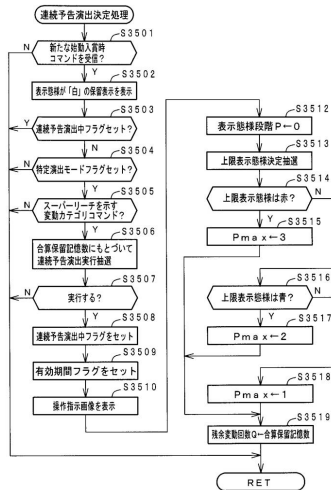 連続予告演出決定処理
S3501
新たな始動入賞時
コマンドを受信?
N
Y
S3502
表示態様が「白」の保留表示を表示
S3503
連続予告演出中フラグセット?
Y
N
S3504
特定演出モードフラグセット?
N
Y
S3505
スーパーリーチを示す
変動カテゴリコマンド?
N
Y
S3506
合算保留記憶数にもとづいて
連続予告演出実行抽選
S3507
実行する?
N
Y
S3508
連続予告演出中フラグをセット
S3509
有効期間フラグをセット
S3510
操作指示画像を表示
S3512
表示態様段階P←0
S3513
上限表示態様決定抽選
S3514
上限表示態様は赤?
N
Y
S3515
Pmax←3
S3516
上限表示態様は青?
N
Y
S3517
Pmax←2
S3518
Pmax←1
S3519
残余変動回数Q←合算保留記憶数
RET